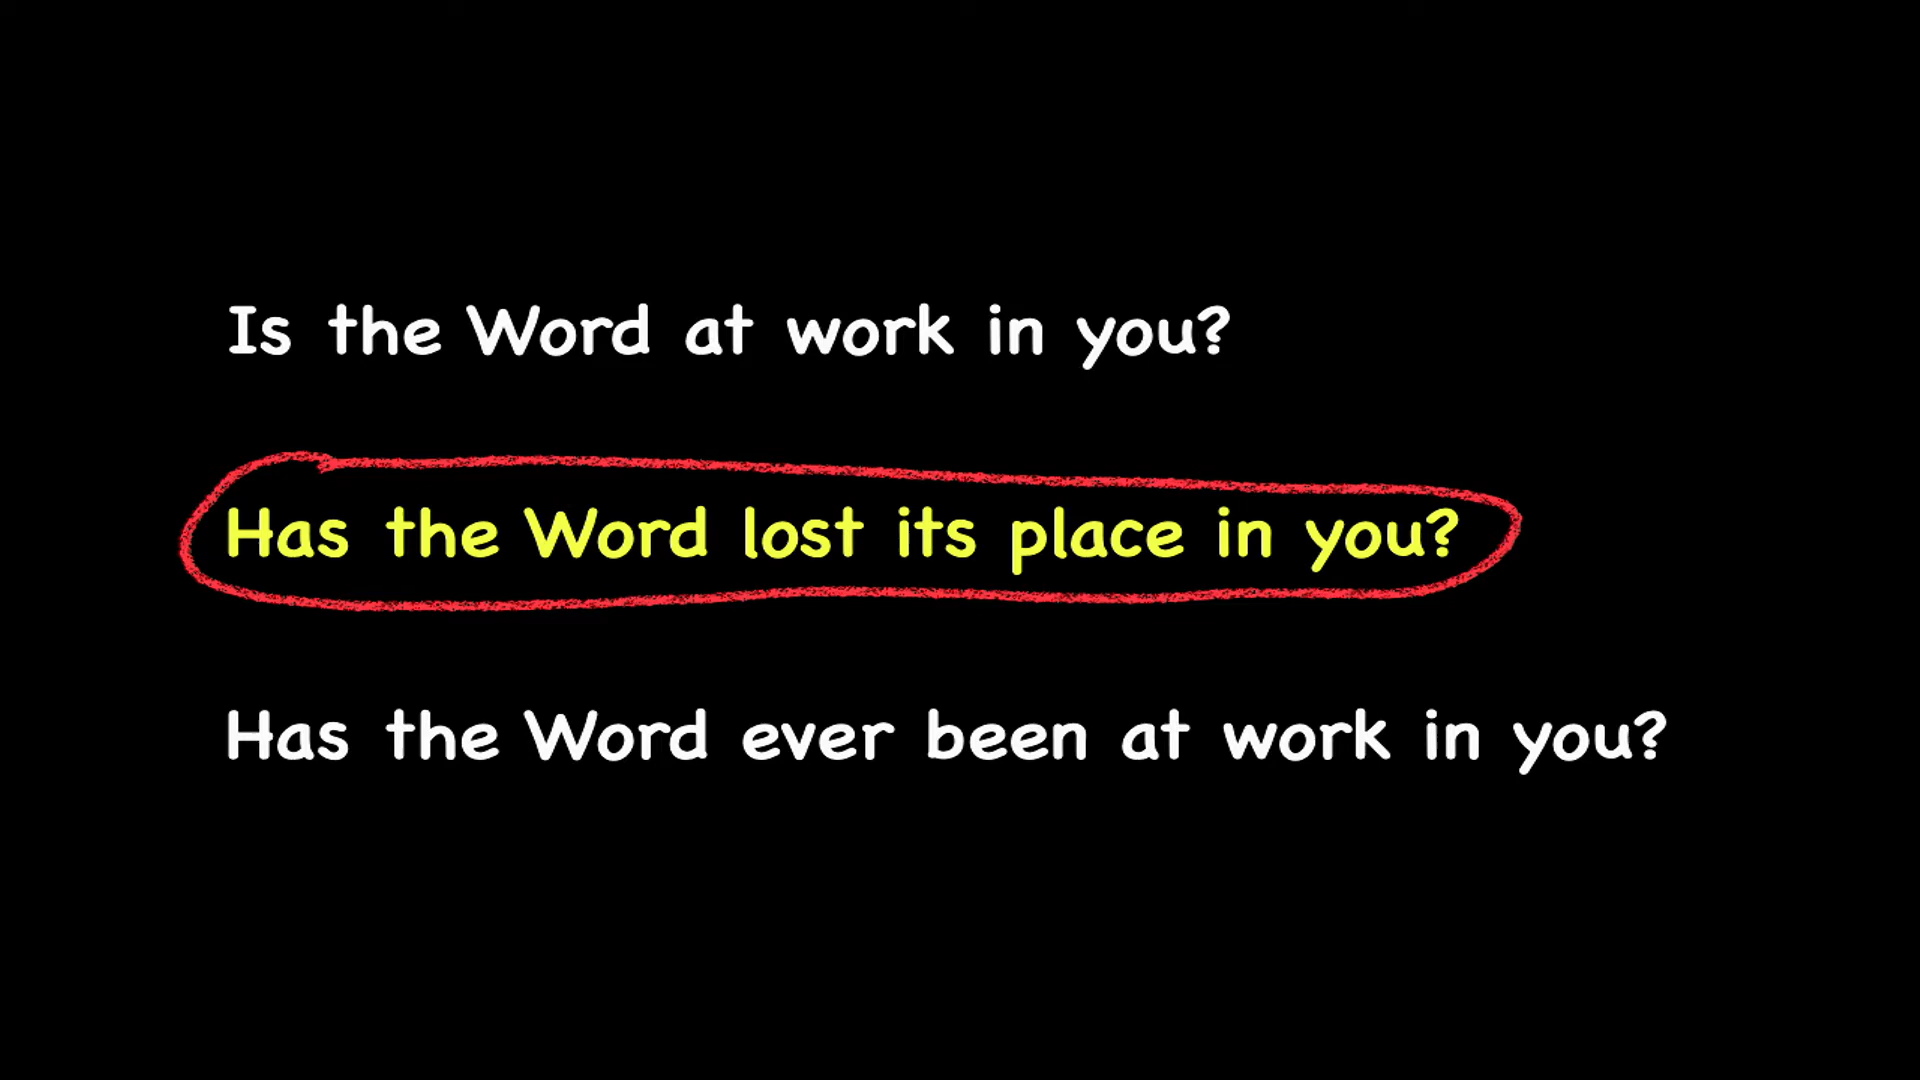 Is the Word at work in you?
Has the Word lost its place in you?
Has the Word ever been at work in you?